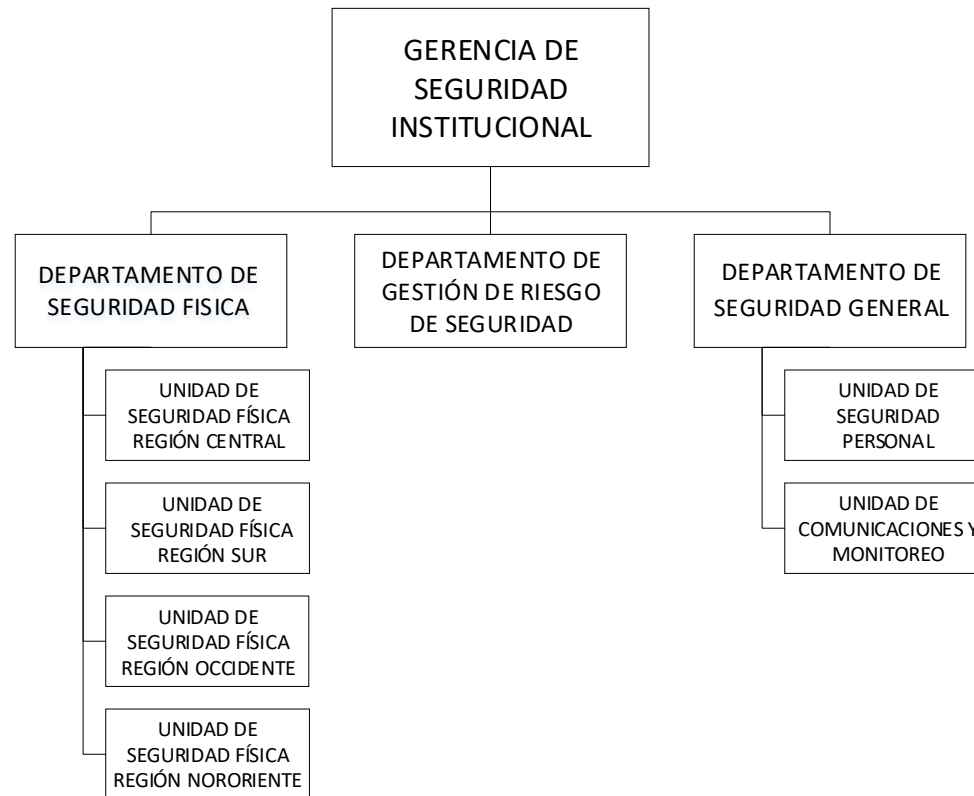 GERENCIA DE
SEGURIDAD
INSTITUCIONAL
DEPARTAMENTO DE
SEGURIDAD FISICA
DEPARTAMENTO DE
GESTIÓN DE RIESGO
DE SEGURIDAD
DEPARTAMENTO DE
SEGURIDAD GENERAL
UNIDAD DE
SEGURIDAD FÍSICA
REGIÓN CENTRAL
UNIDAD DE
SEGURIDAD FÍSICA
REGIÓN SUR
UNIDAD DE
SEGURIDAD FÍSICA
REGIÓN OCCIDENTE
UNIDAD DE
SEGURIDAD FÍSICA
REGIÓN NORORIENTE
UNIDAD DE
SEGURIDAD
PERSONAL
UNIDAD DE
COMUNICACIONES Y
MONITOREO